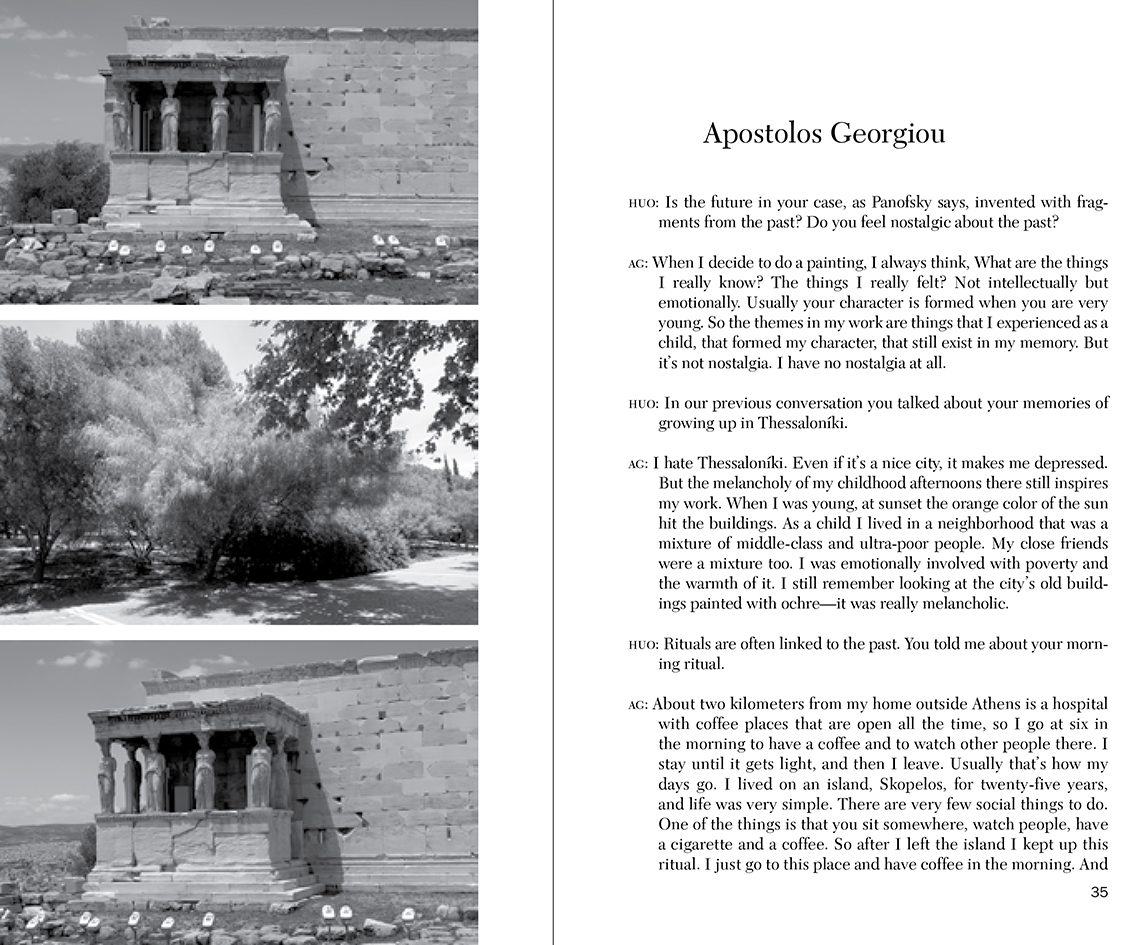 Apostolos Georgiou
HUO: Is the future in your case, as Panofsky says, invented with frag-
ments from the past? Do you feel nostalgic about the past?
AG: When I decide to do a painting, I always think, What are the things
I really know? The things I really felt? Not intellectually but
emotionally. Usually your character is formed when you are very
young. So the themes in my work are things that I experienced as a
child, that formed my character, that still exist in my memory. But
it's not nostalgia. I have no nostalgia at all.
HUO: In our previous conversation you talked about your memories of
growing up in Thessaloníki.
AG: I hate Thessaloníki. Even if it's a nice city, it makes me depressed.
But the melancholy of my childhood afternoons there still inspires
my work. When I was young, at sunset the orange color of the sun
hit the buildings. As a child I lived in a neighborhood that was a
mixture of middle-class and ultra-poor people. My close friends
were a mixture too. I was emotionally involved with poverty and
the warmth of it. I still remember looking at the city's old build-
ings painted with ochre—it was really melancholic.
HUO: Rituals are often linked to the past. You told me about your morn-
ing ritual.
AG: About two kilometers from my home outside Athens is a hospital
with coffee places that are open all the time, so I go at six in
the morning to have a coffee and to watch other people there. I
stay until it gets light, and then I leave. Usually that's how my
days go. I lived on an island, Skopelos, for twenty-five years,
and life was very simple. There are very few social things to do.
One of the things is that you sit somewhere, watch people, have
a cigarette and a coffee. So after I left the island I kept up this
ritual. I just go to this place and have coffee in the morning. And
35